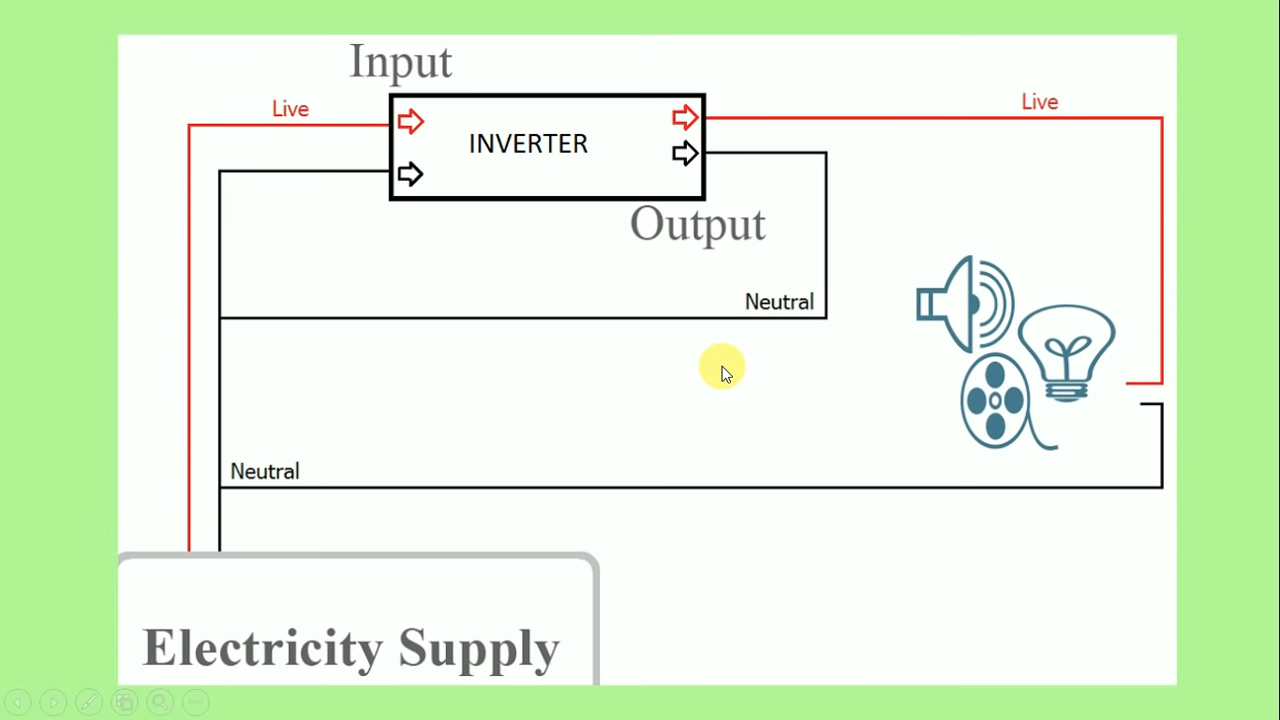 Input
Live
Live
INVERTER
Output
Neutral
Neutral
Electricity Supply